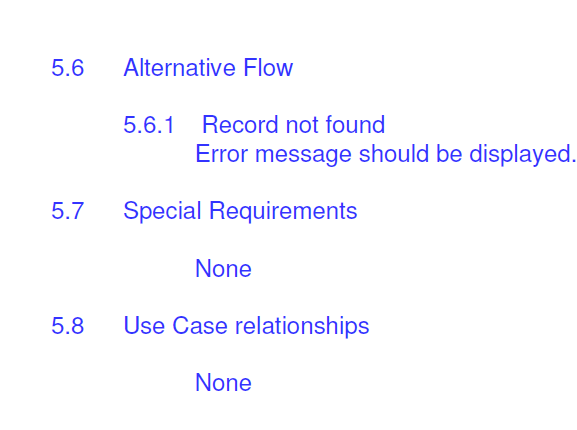 5.6 Alternative Flow
5.6.1 Record not found
Error message should be displayed.
5.7 Special Requirements
None
5.8 Use Case relationships
None